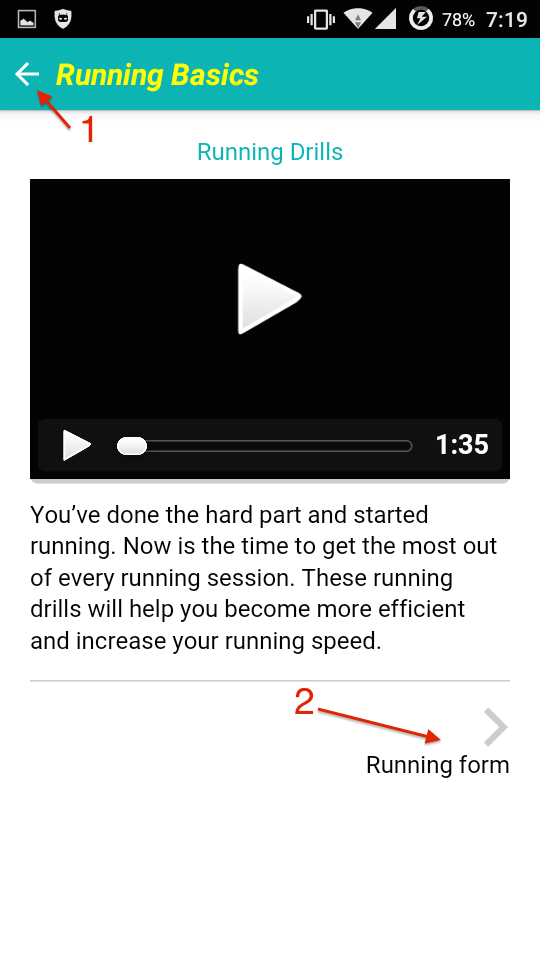 78% 7:19
Running Basics
1
Running Drills
1:35
You’ve done the hard part and started
running. Now is the time to get the most out
of every running session. These running
drills will help you become more efficient
and increase your running speed.
2
Running form